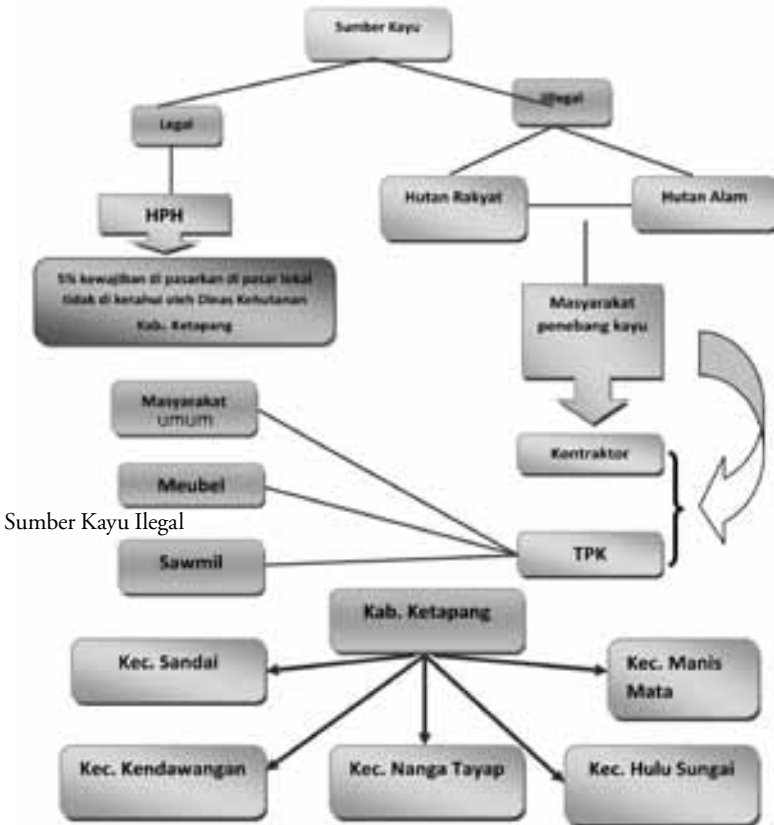 Sumber Kayu
Illegal
Legal
HPH
Hutan Rakyat
Hutan Alam
5% kewajiban di pasarkan di pasar lokal
tidak di ketahui oleh Dinas Kehutanan
Kab. Ketapang
Masyarakat
penebang kayu
Masyarakat
umum
Kontraktor
Meubel
Sumber Kayu Ilegal
Sawmil
TPK
Kab. Ketapang
Kec. Sandai
Kec. Manis
Mata
Kec. Kendawangan
Kec. Nanga Tayap
Kec. Hulu Sungai